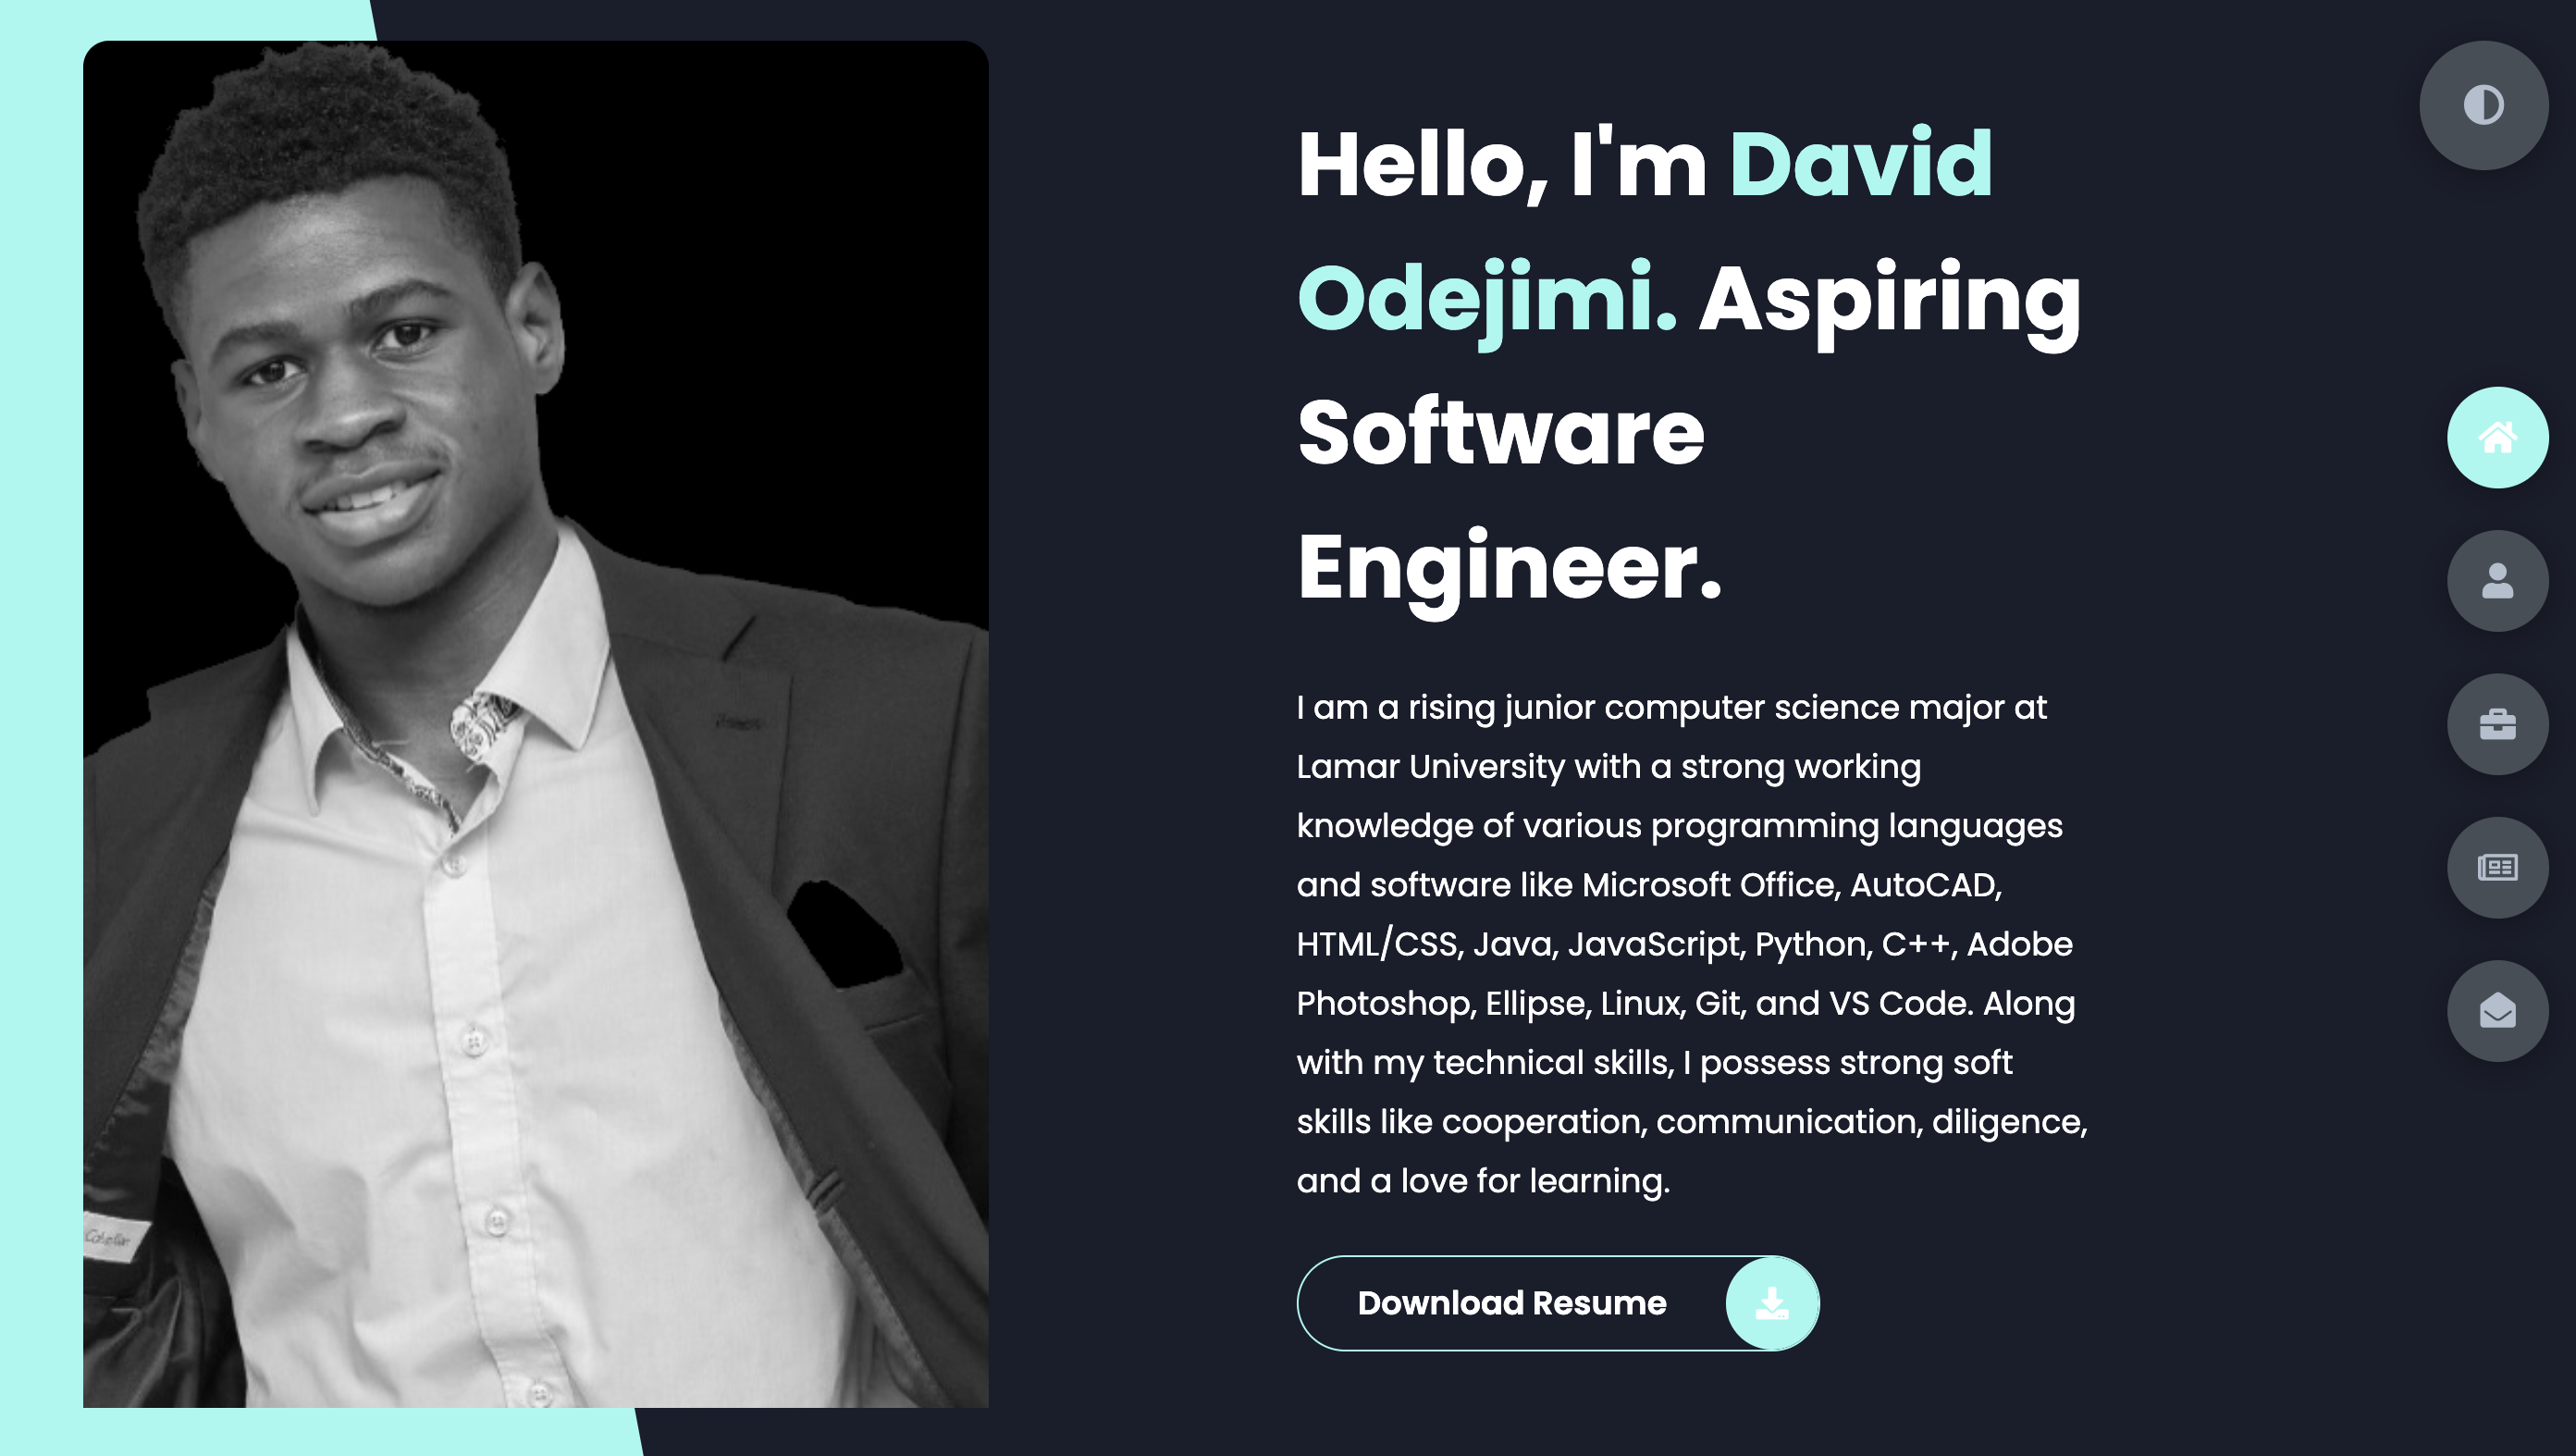 Hello, I'm David
Odejimi. Aspiring
Software
Engineer.
I am a rising junior computer science major at
Lamar University with a strong working
knowledge of various programming languages
and software like Microsoft Office, AutoCAD,
HTML/CSS, Java, JavaScript, Python, C++, Adobe
Photoshop, Ellipse, Linux, Git, and VS Code. Along
with my technical skills, I possess strong soft
skills like cooperation, communication, diligence,
and a love for learning.
Download Resume